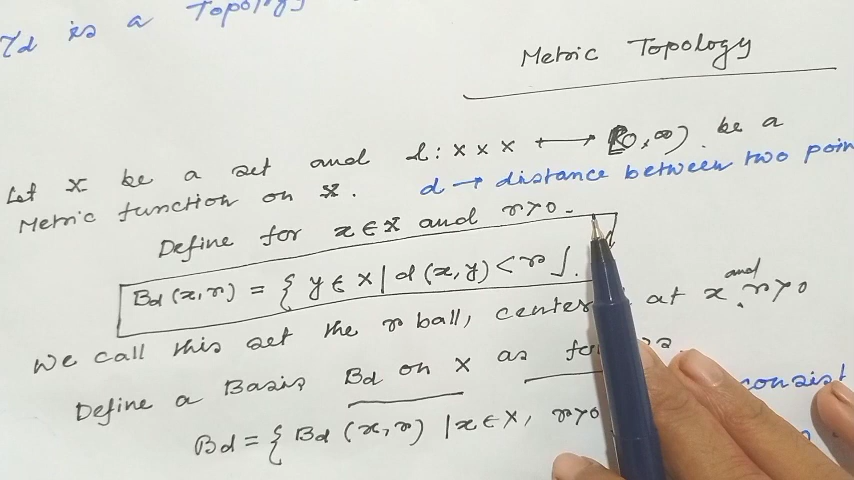 Td is a Topology
Metric Topology
Let X be a set and d: X × X ⟷ [0, ∞). be a
Metric function on X. d → distance between two poin
Define for x ∈ X and r > 0.
Bd (x, r) = { y ∈ X | d (x, y) < r }.
We call this set the r ball, center at x and r > 0
Define a Basis Bd on X as
Bd = { Bd (x, r) | x ∈ X, r > 0
consist